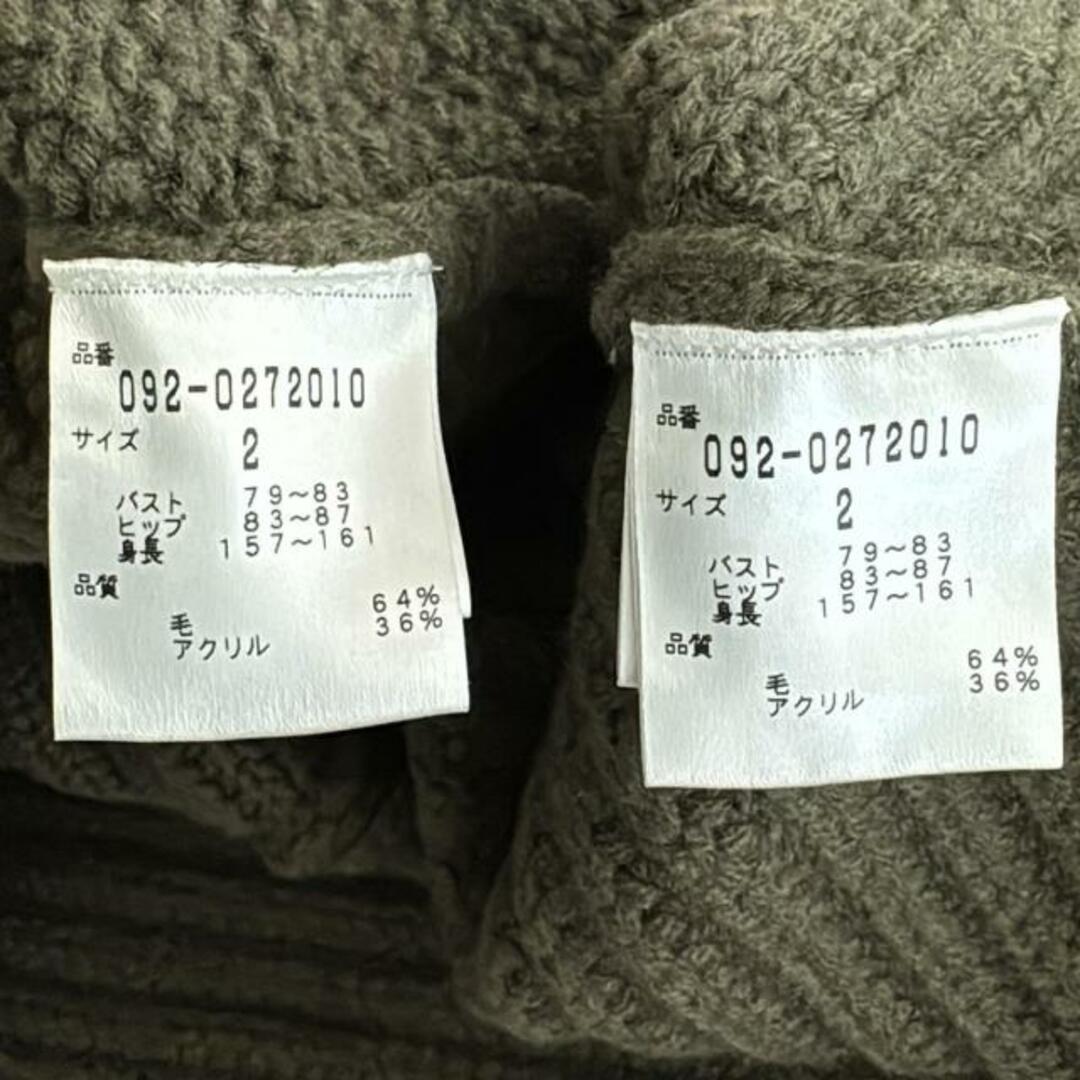 品番
092-0272010
サイズ 2
バスト 79～83
ヒップ 83～87
身長 157～161
品質
毛 64%
アクリル 36%
品番
092-0272010
サイズ 2
バスト 79～83
ヒップ 83～87
身長 157～161
品質
毛 64%
アクリル 36%